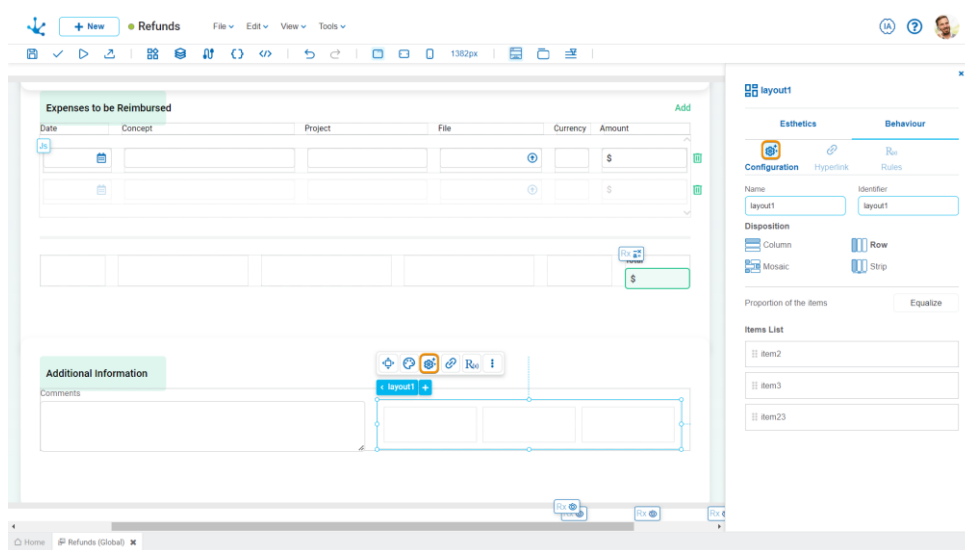 + New
Refunds
File
Edit
View
Tools
IA
?
1382px
Expenses to be Reimbursed
Add
Date
Concept
Project
File
Currency
Amount
Js
$
$
Rx
$
Additional Information
R(x)
layout1 +
Comments
Rx
Rx
Rx
Home
Refunds (Global)
layout1
Esthetics
Behaviour
R(x)
Configuration
Hyperlink
Rules
Name
Identifier
layout1
layout1
Disposition
Column
Row
Mosaic
Strip
Proportion of the items
Equalize
Items List
item2
item3
item23